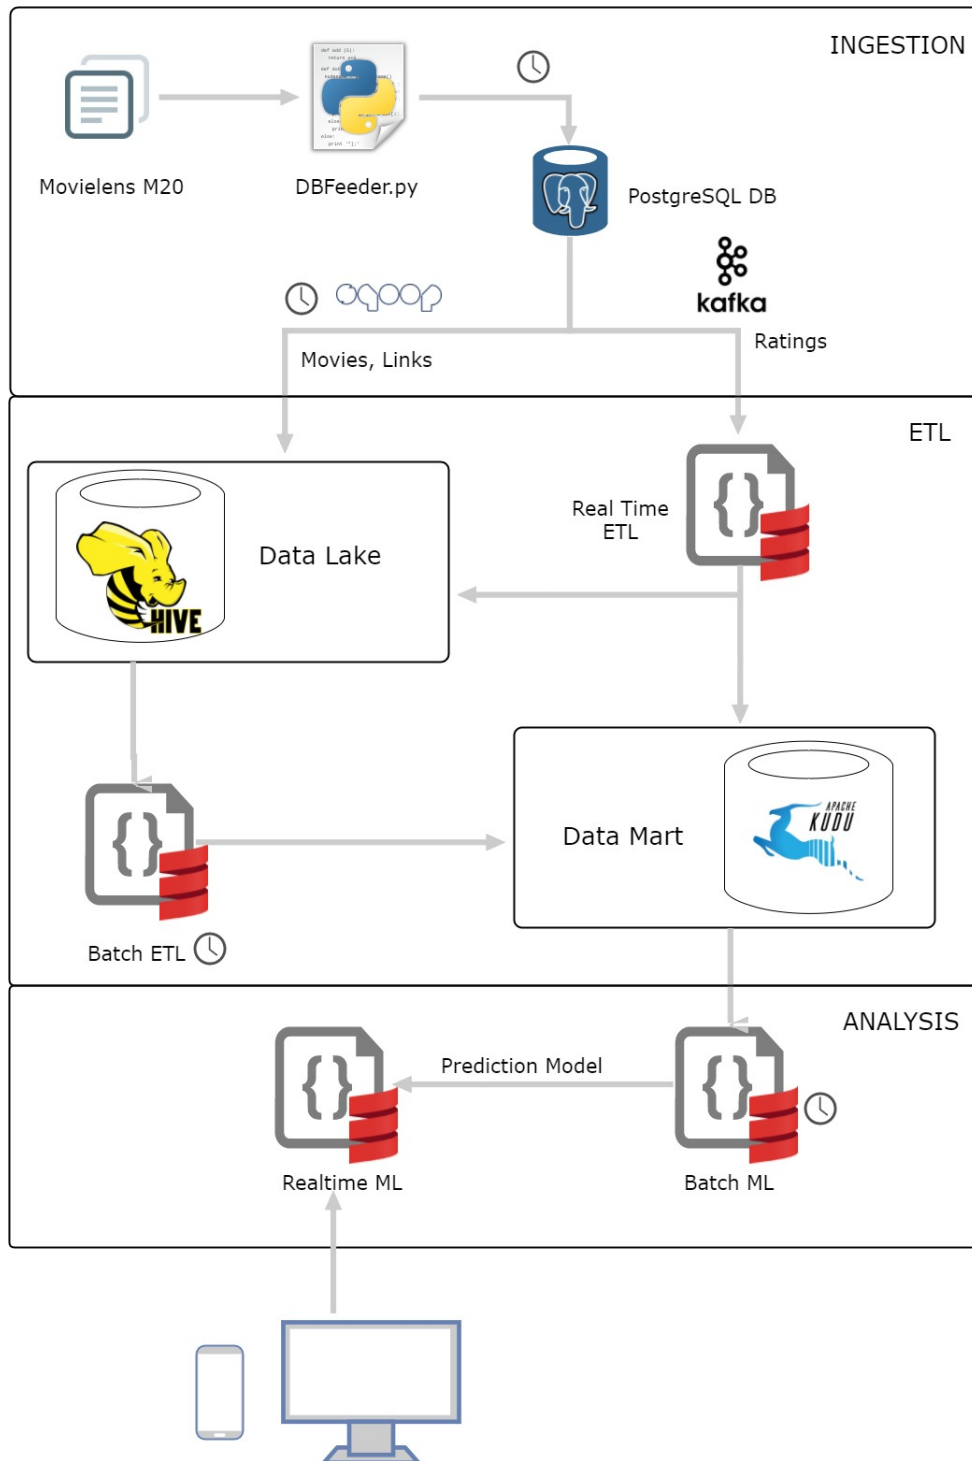 INGESTION
Movielens M20
DBFeeder.py
PostgreSQL DB
sqoop
kafka
Movies, Links
Ratings
ETL
Real Time
ETL
Data Lake
HIVE
Data Mart
APACHE
KUDU
Batch ETL
ANALYSIS
Prediction Model
Realtime ML
Batch ML